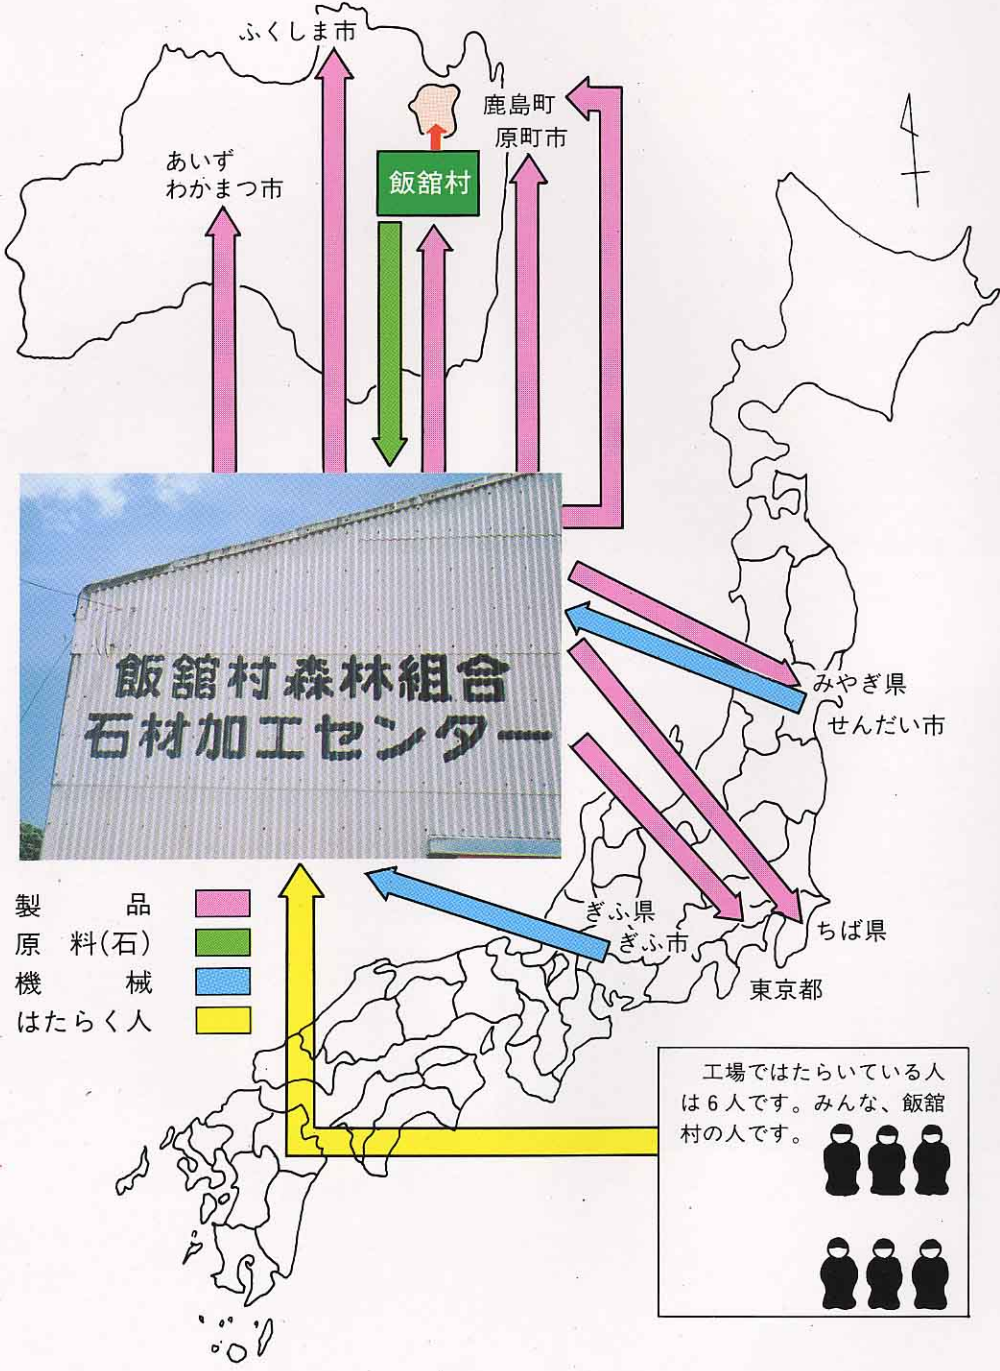 ふくしま市
鹿島町
原町市
あいず
わかまつ市
飯舘村
飯舘村森林組合
石材加工センター
みやぎ県
せんだい市
ぎふ県
ぎふ市
ちば県
東京都
製　品
原　料(石)
機　械
はたらく人
工場ではたらいている人
は6人です。みんな、飯舘
村の人です。